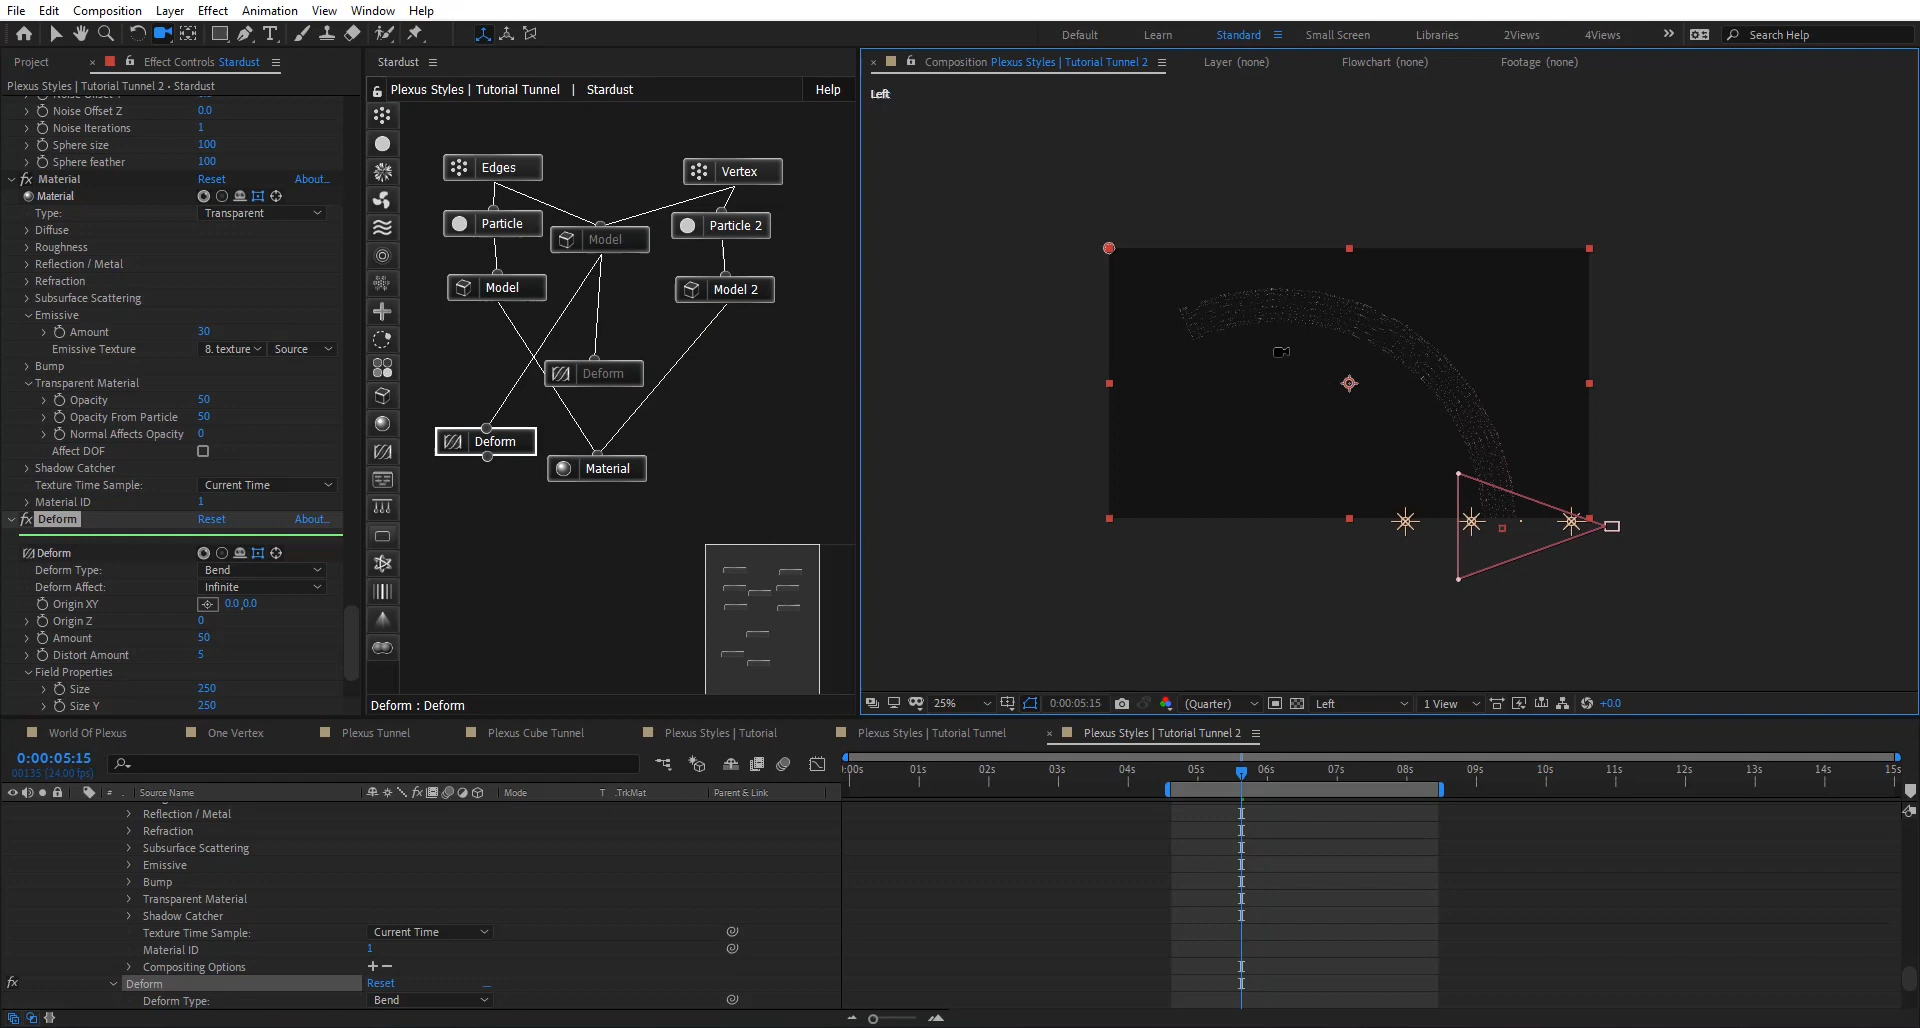 File Edit Composition Layer Effect Animation View Window Help
Default Learn Standard Small Screen Libraries 2Views 4Views Search Help
Project × Effect Controls Stardust
Plexus Styles | Tutorial Tunnel 2 • Stardust
Noise Offset Z 0.0
Noise Iterations 1
Sphere size 100
Sphere feather 100
fx Material Reset About...
Material
Type: Transparent
Diffuse
Roughness
Reflection / Metal
Refraction
Subsurface Scattering
Emissive
Amount 30
Emissive Texture 8. texture Source
Bump
Transparent Material
Opacity 50
Opacity From Particle 50
Normal Affects Opacity 0
Affect DOF
Shadow Catcher
Texture Time Sample: Current Time
Material ID 1
fx Deform Reset About...
Deform
Deform Type: Bend
Deform Affect: Infinite
Origin XY 0.0,0.0
Origin Z 0
Amount 50
Distort Amount 5
Field Properties
Size 250
Size Y 250
Stardust
Plexus Styles | Tutorial Tunnel | Stardust Help
Edges
Vertex
Particle
Particle 2
Model
Model
Model 2
Deform
Deform
Material
Deform : Deform
× Composition Plexus Styles | Tutorial Tunnel 2 Layer (none) Flowchart (none) Footage (none)
Left
25% 0:00:05:15 (Quarter) Left 1 View +0.0
World Of Plexus One Vertex Plexus Tunnel Plexus Cube Tunnel Plexus Styles | Tutorial Plexus Styles | Tutorial Tunnel × Plexus Styles | Tutorial Tunnel 2
0:00:05:15
00135 (24.00 fps)
:00s 01s 02s 03s 04s 05s 06s 07s 08s 09s 10s 11s 12s 13s 14s 15s
# . Source Name fx Mode T .TrkMat Parent & Link
Reflection / Metal
Refraction
Subsurface Scattering
Emissive
Bump
Transparent Material
Shadow Catcher
Texture Time Sample: Current Time
Material ID 1
Compositing Options +−
fx Deform Reset ...
Deform Type: Bend